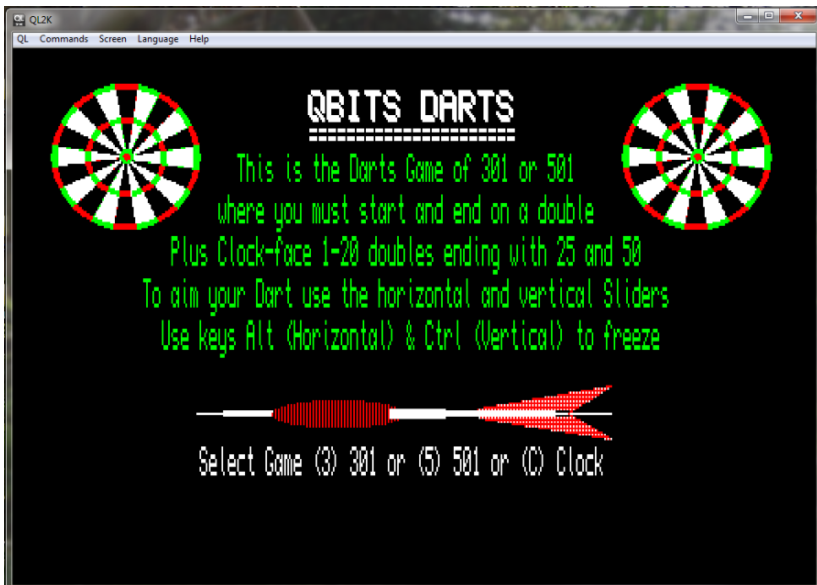 QL2K
QL Commands Screen Language Help
QBITS DARTS
This is the Darts Game of 301 or 501
where you must start and end on a double
Plus Clock-face 1-20 doubles ending with 25 and 50
To aim your Dart use the horizontal and vertical Sliders
Use keys Alt (Horizontal) & Ctrl (Vertical) to freeze
Select Game (3) 301 or (5) 501 or (C) Clock